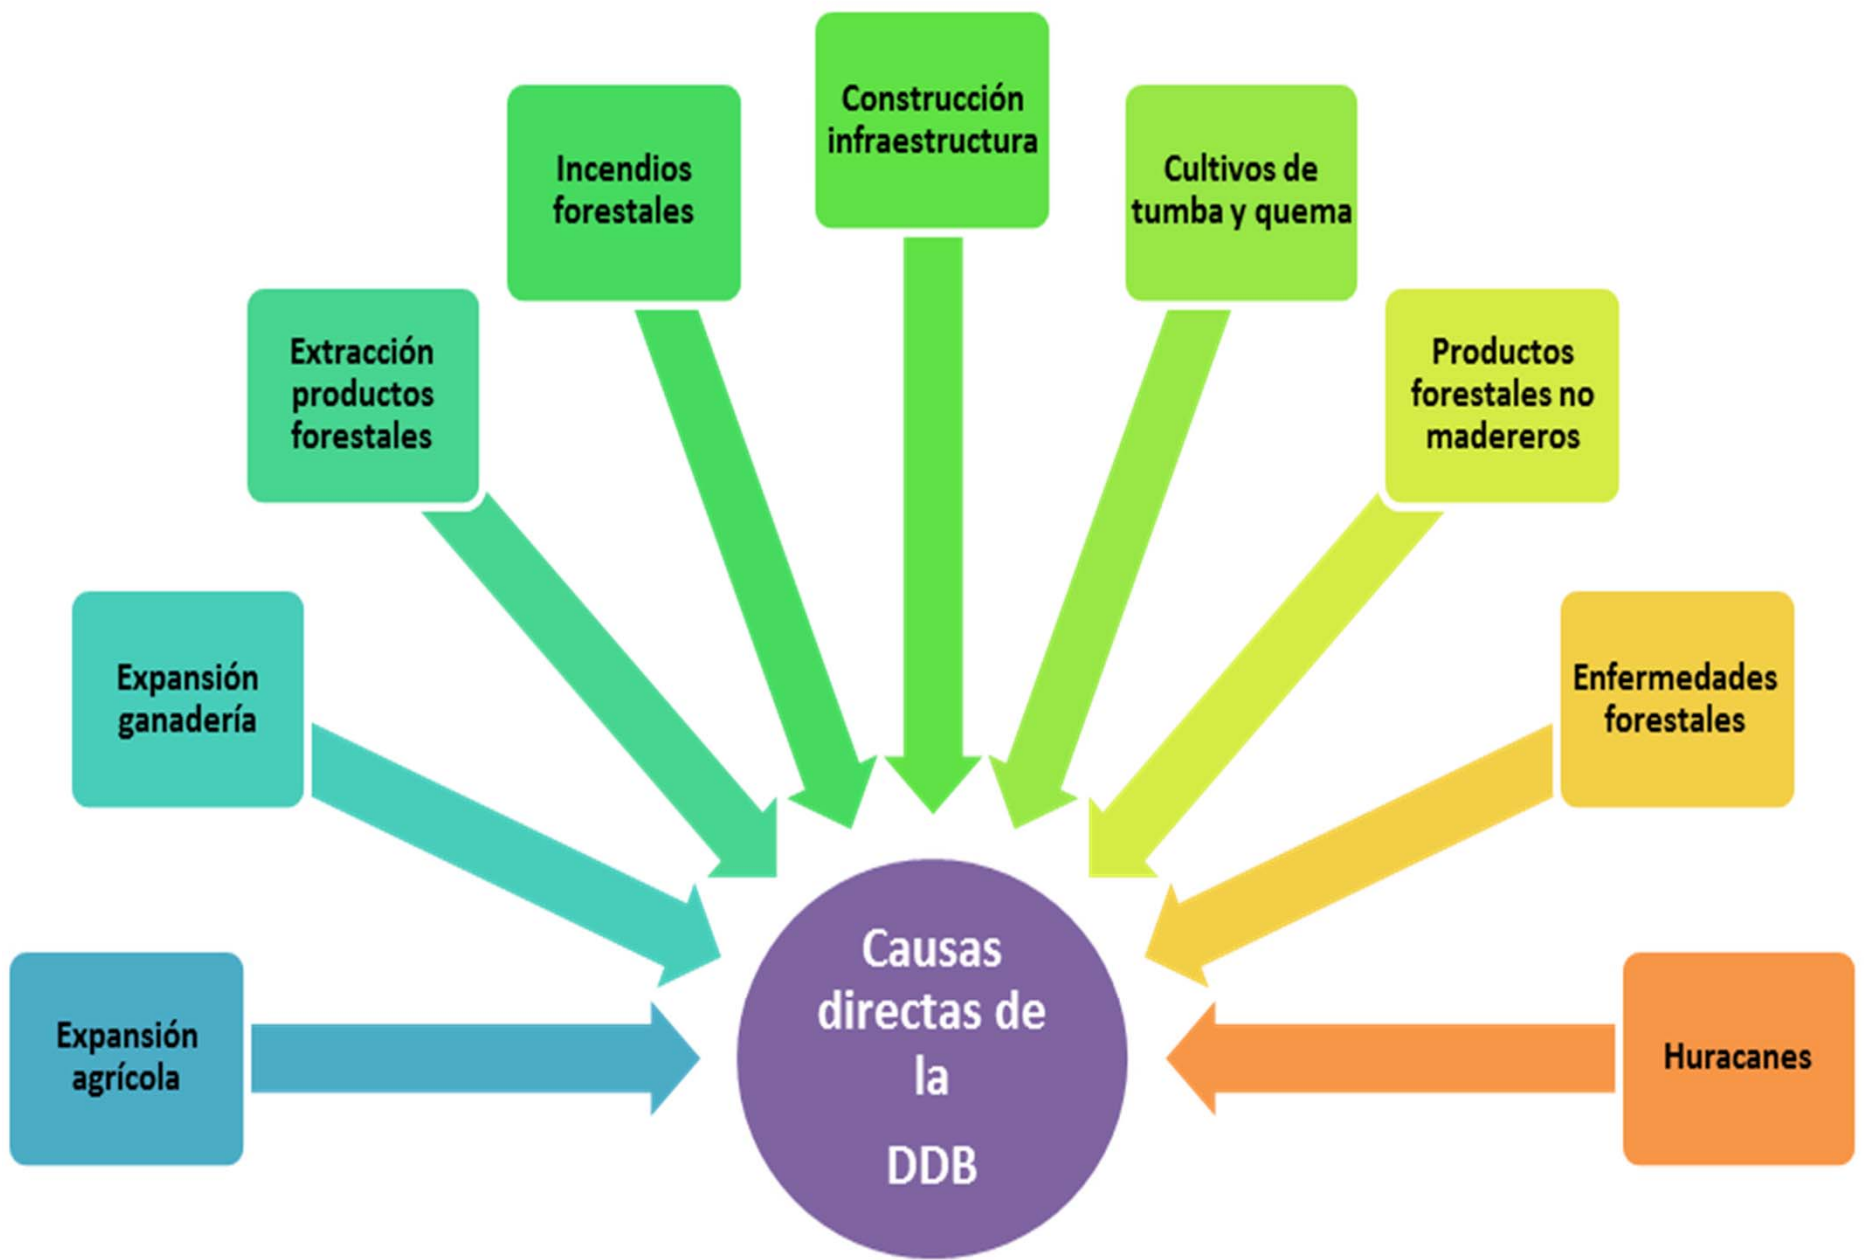 Construcción
infraestructura
Incendios
forestales
Cultivos de
tumba y quema
Extracción
productos
forestales
Productos
forestales no
madereros
Expansión
ganadería
Enfermedades
forestales
Expansión
agrícola
Causas
directas de
la
DDB
Huracanes